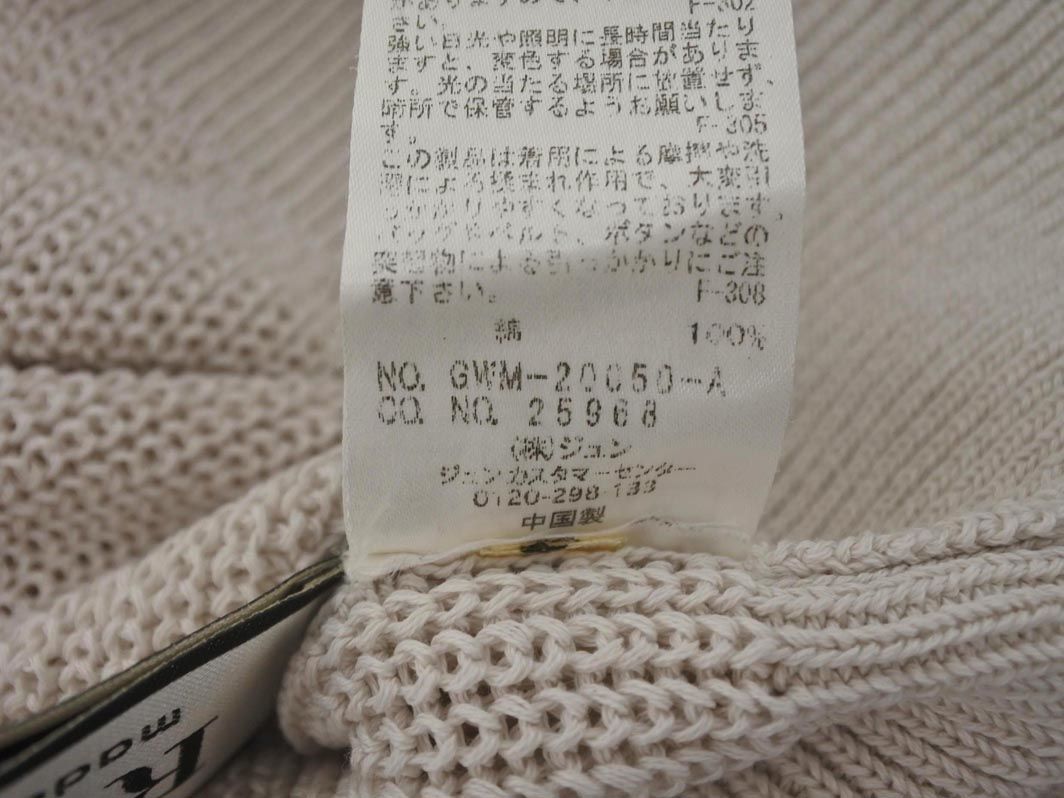 さい。 F-302
強い日光や照明に長時間当たり
ますと、変色する場合がありま
す。光の当たる場所に放置せず、
暗所で保管するようお願いしま
す。 F-305
この製品は着用による摩擦や洗
濯による揉まれ作用で、大変引
っかかりやすくなっております。
バッグやベルト、ボタンなどの
突起物による引っかかりにご注
意下さい。 F-308
綿 100%
NO. GWM-20050-A
CO. NO. 25968
(株)ジュン
ジュンカスタマーセンター
0120-298-133
中国製